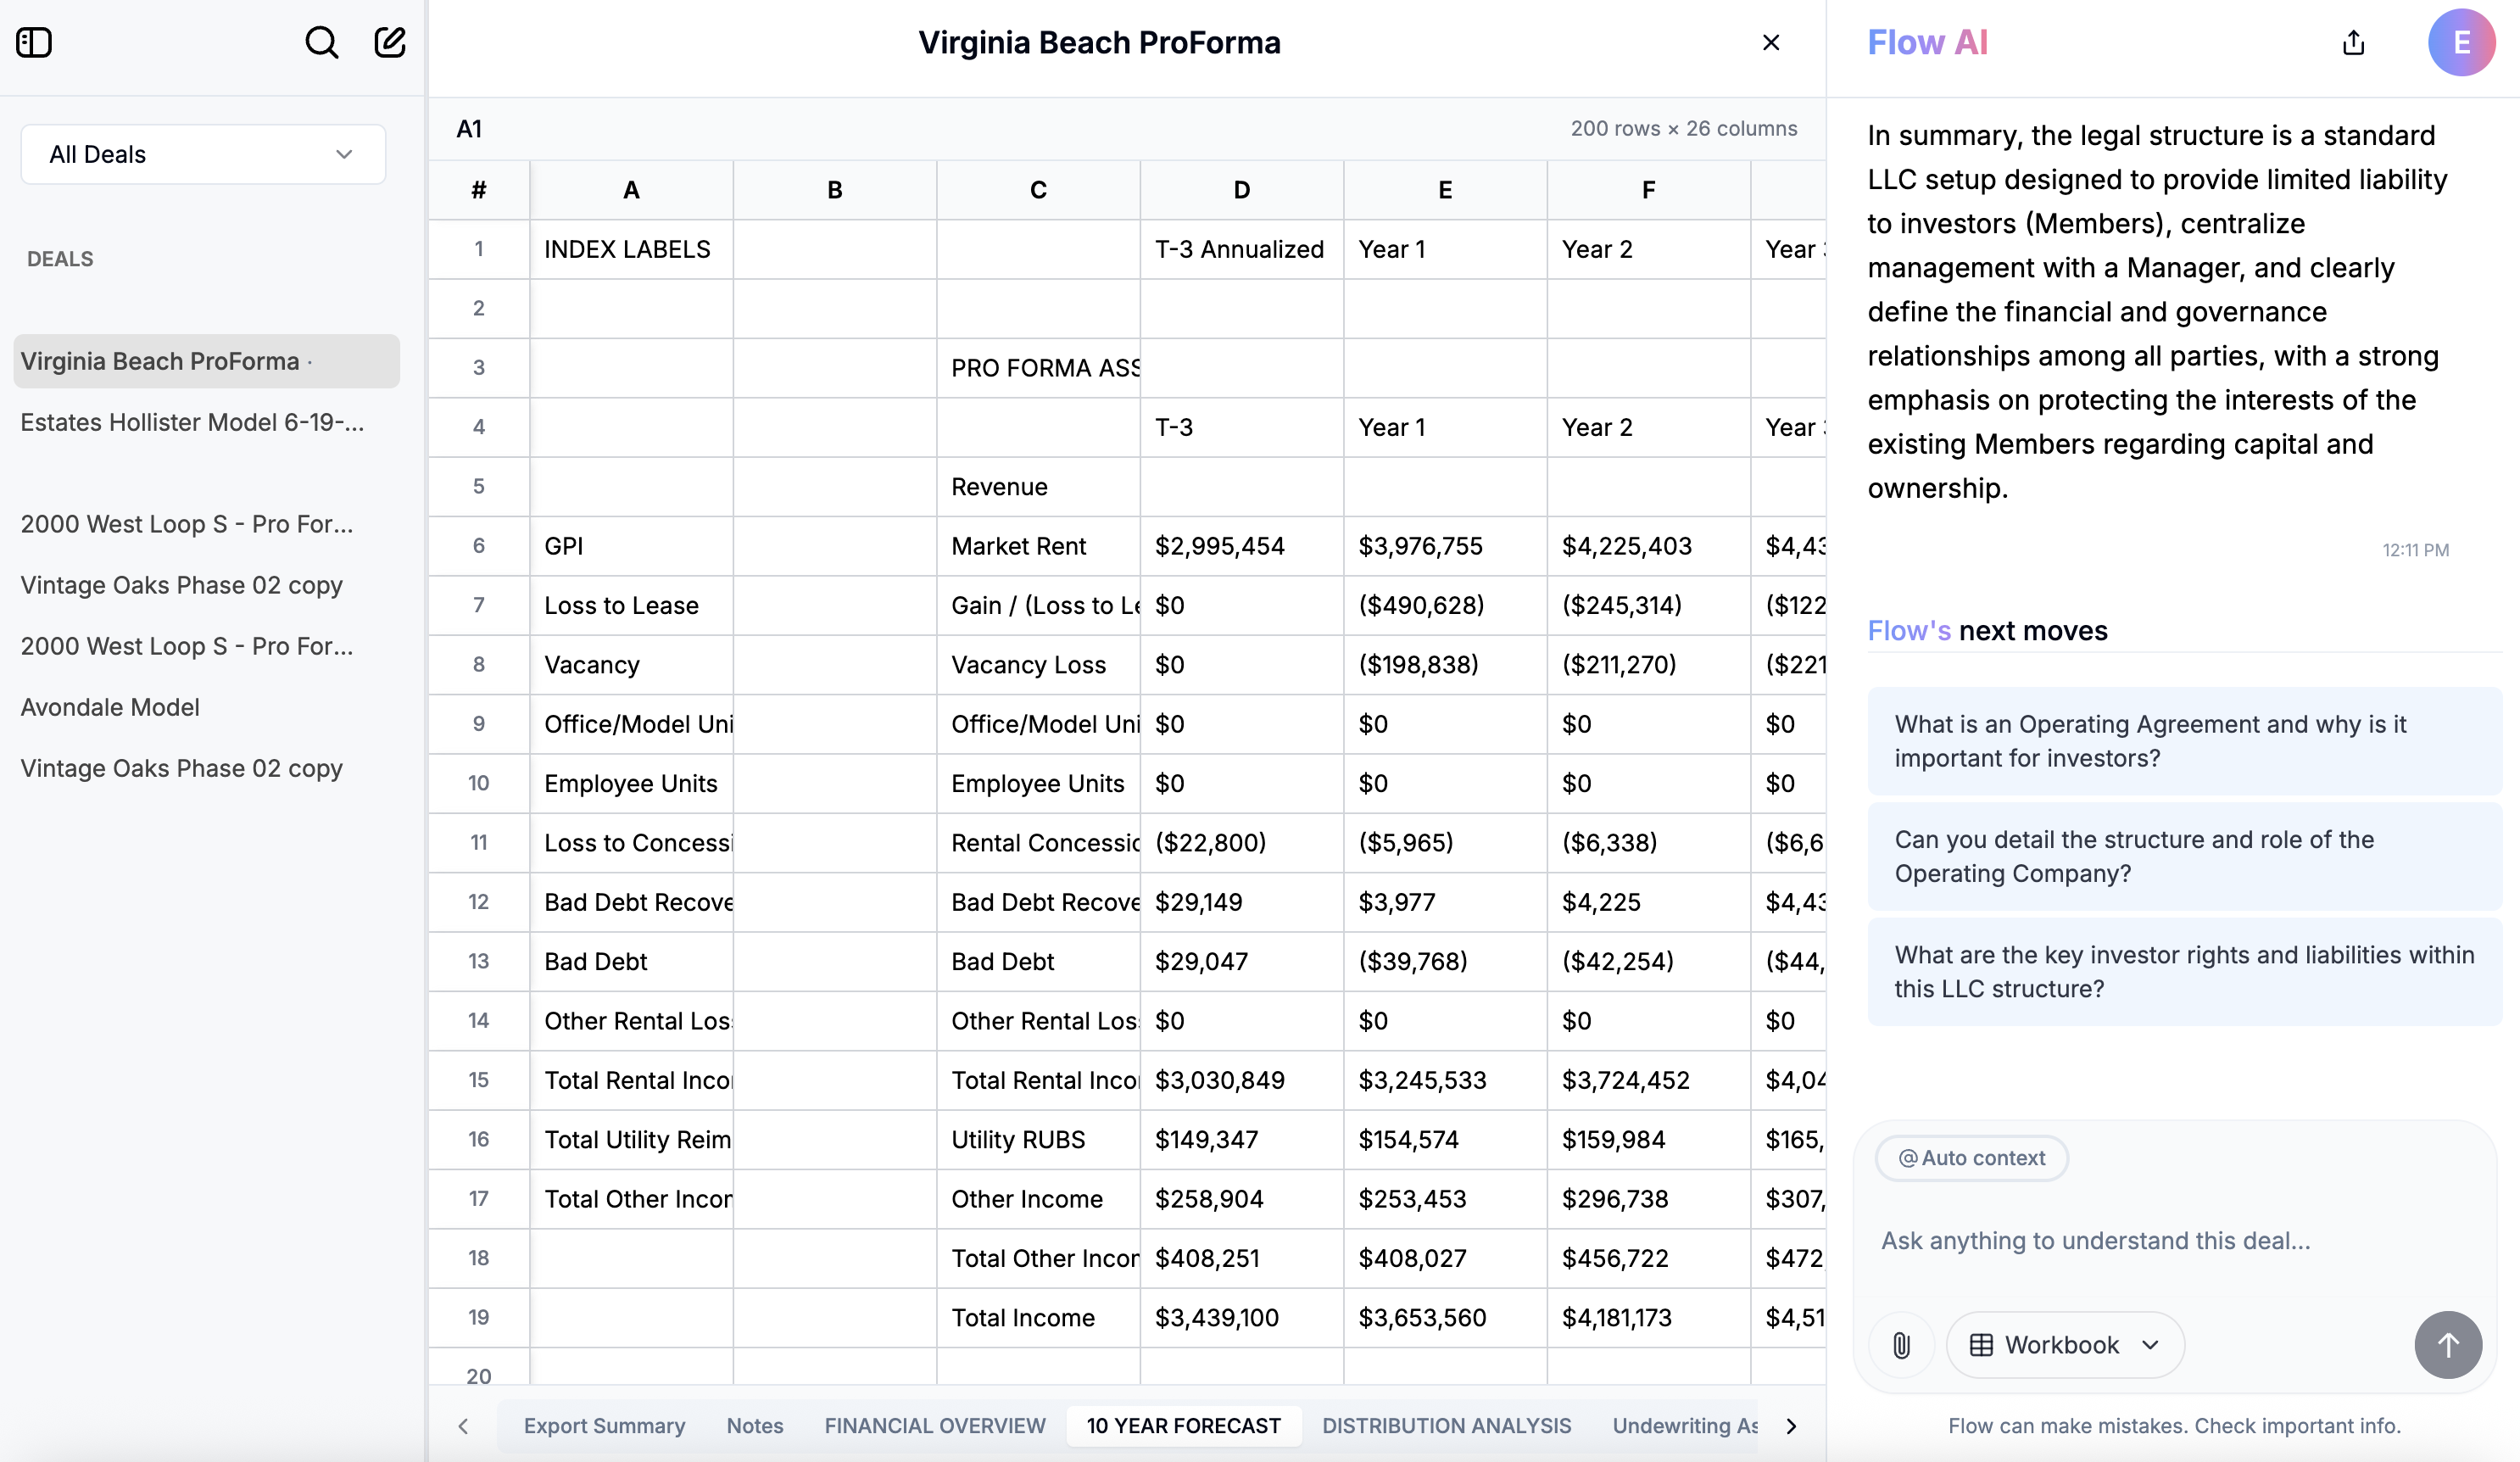 All Deals
DEALS
Virginia Beach ProForma ·
Estates Hollister Model 6-19-...
2000 West Loop S - Pro For...
Vintage Oaks Phase 02 copy
2000 West Loop S - Pro For...
Avondale Model
Vintage Oaks Phase 02 copy
Virginia Beach ProForma
A1 200 rows × 26 columns
# A B C D E F
1 INDEX LABELS T-3 Annualized Year 1 Year 2 Year
2
3 PRO FORMA ASS
4 T-3 Year 1 Year 2 Year
5 Revenue
6 GPI Market Rent $2,995,454 $3,976,755 $4,225,403 $4,43
7 Loss to Lease Gain / (Loss to Le $0 ($490,628) ($245,314) ($122
8 Vacancy Vacancy Loss $0 ($198,838) ($211,270) ($221
9 Office/Model Uni Office/Model Uni $0 $0 $0 $0
10 Employee Units Employee Units $0 $0 $0 $0
11 Loss to Concessi Rental Concessio ($22,800) ($5,965) ($6,338) ($6,6
12 Bad Debt Recove Bad Debt Recove $29,149 $3,977 $4,225 $4,43
13 Bad Debt Bad Debt $29,047 ($39,768) ($42,254) ($44,
14 Other Rental Los Other Rental Los $0 $0 $0 $0
15 Total Rental Inco Total Rental Inco $3,030,849 $3,245,533 $3,724,452 $4,04
16 Total Utility Reim Utility RUBS $149,347 $154,574 $159,984 $165,
17 Total Other Incom Other Income $258,904 $253,453 $296,738 $307,
18 Total Other Incom $408,251 $408,027 $456,722 $472
19 Total Income $3,439,100 $3,653,560 $4,181,173 $4,51
20
Export Summary Notes FINANCIAL OVERVIEW 10 YEAR FORECAST DISTRIBUTION ANALYSIS Undewriting As
Flow AI
E
In summary, the legal structure is a standard
LLC setup designed to provide limited liability
to investors (Members), centralize
management with a Manager, and clearly
define the financial and governance
relationships among all parties, with a strong
emphasis on protecting the interests of the
existing Members regarding capital and
ownership.
12:11 PM
Flow's next moves
What is an Operating Agreement and why is it
important for investors?
Can you detail the structure and role of the
Operating Company?
What are the key investor rights and liabilities within
this LLC structure?
@Auto context
Ask anything to understand this deal...
Workbook
Flow can make mistakes. Check important info.